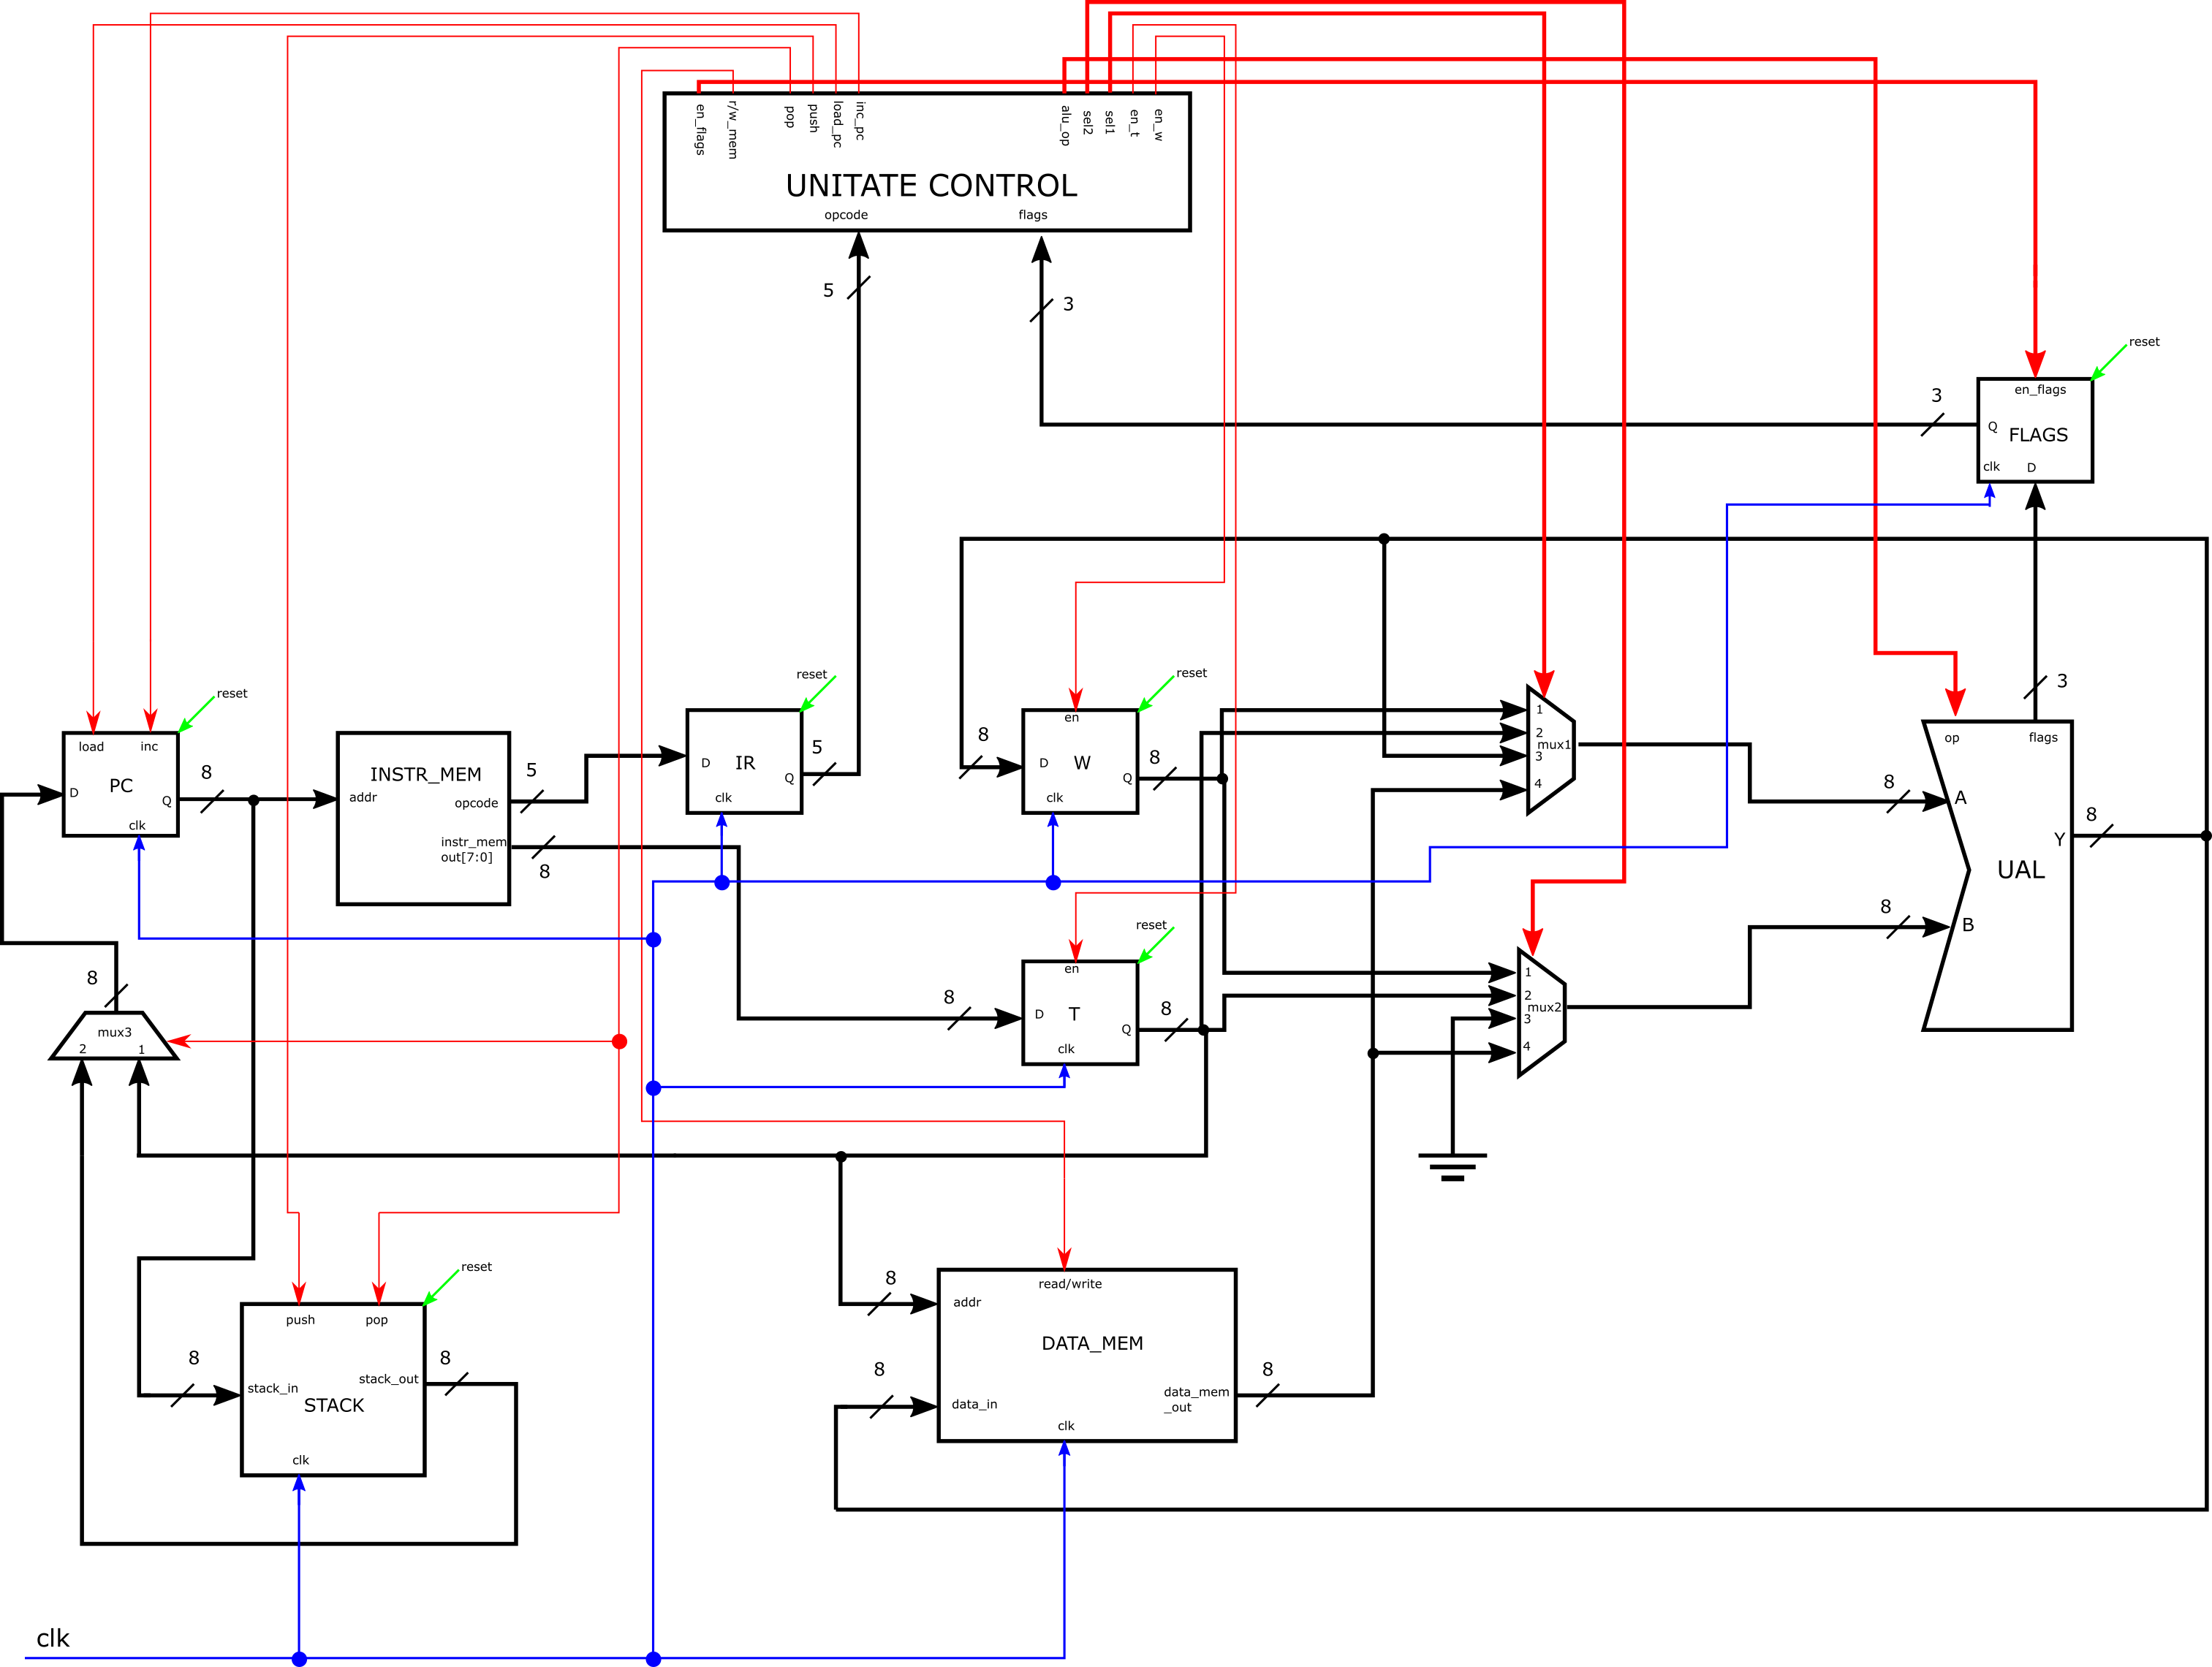 en_flags
r/w_mem
pop
push
load_pc
inc_pc
alu_op
sel2
sel1
en_t
en_w
UNITATE CONTROL
opcode
flags
5
3
reset
en_flags
3
Q
FLAGS
clk
D
reset
load
inc
PC
D
Q
clk
8
INSTR_MEM
addr
opcode
instr_mem
out[7:0]
5
8
reset
D
IR
Q
clk
5
8
reset
en
D
W
Q
clk
8
1
2
mux1
3
4
3
op
flags
8
A
Y
8
UAL
8
B
8
reset
en
D
T
Q
clk
8
1
2
mux2
3
4
8
mux3
2
1
reset
push
pop
8
stack_in
stack_out
STACK
clk
8
8
read/write
addr
DATA_MEM
8
data_in
data_mem
_out
clk
8
clk